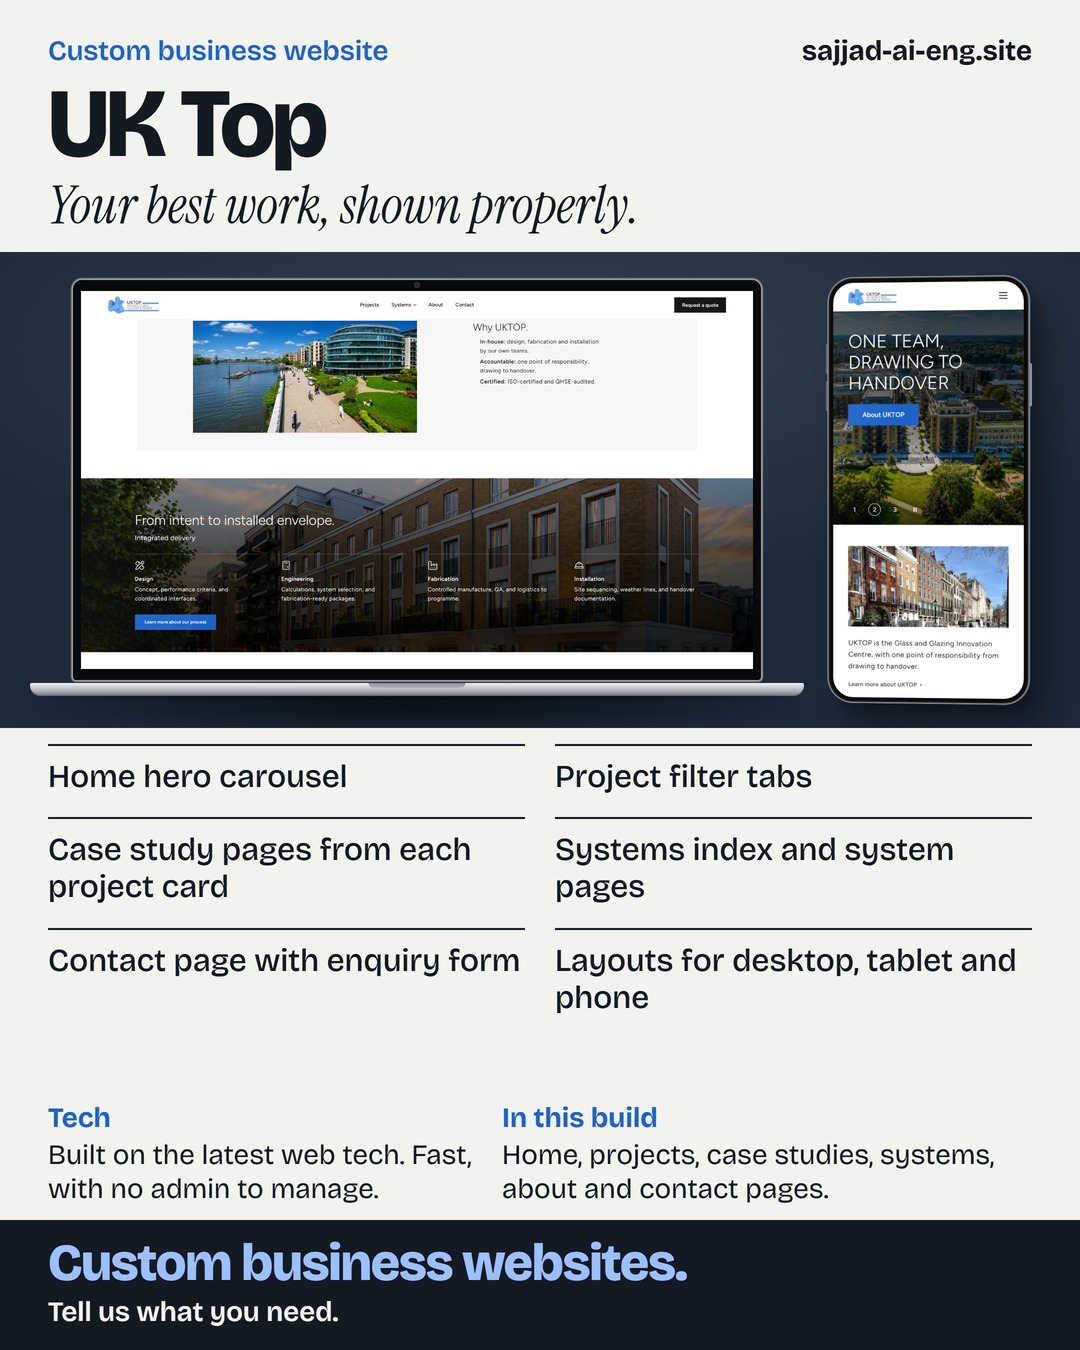 Custom business website
sajjad-ai-eng.site
UK Top
Your best work, shown properly.
UKTOP
Projects
Systems
About
Contact
Request a quote
Why UKTOP.
In-house: design, fabrication and installation
by our own teams.
Accountable: one point of responsibility,
drawing to handover.
Certified: ISO-certified and QHSE-audited.
From intent to installed envelope.
Integrated delivery
Design
Concept, performance criteria, and
coordinated interfaces.
Engineering
Calculations, system selection, and
fabrication-ready packages.
Fabrication
Controlled manufacture, QA, and logistics to
programme.
Installation
Site sequencing, weather lines, and handover
documentation.
Learn more about our process
UKTOP
ONE TEAM,
DRAWING TO
HANDOVER
About UKTOP
1 2 3
UKTOP is the Glass and Glazing Innovation
Centre, with one point of responsibility from
drawing to handover.
Learn more about UKTOP ›
Home hero carousel
Project filter tabs
Case study pages from each
project card
Systems index and system
pages
Contact page with enquiry form
Layouts for desktop, tablet and
phone
Tech
Built on the latest web tech. Fast,
with no admin to manage.
In this build
Home, projects, case studies, systems,
about and contact pages.
Custom business websites.
Tell us what you need.